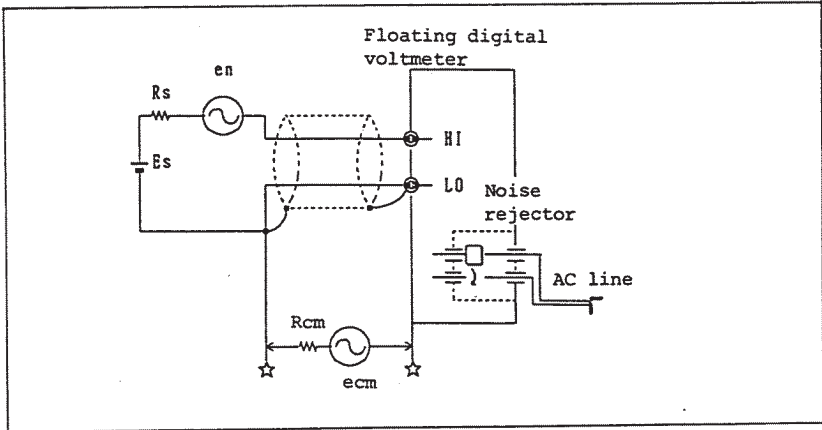 Floating digital
voltmeter
en
Rs
HI
Es
LO
Noise
rejector
AC line
Rcm
ecm